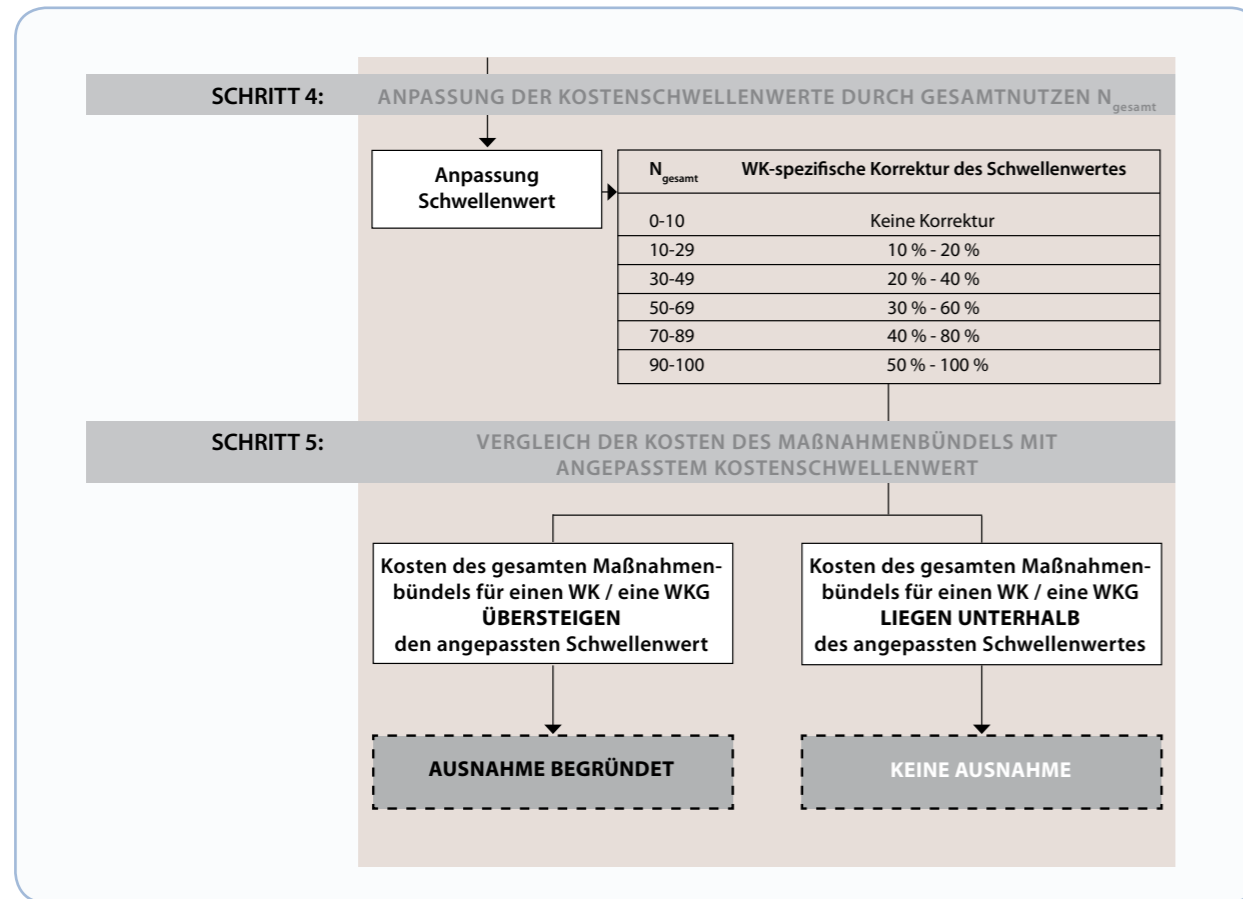 SCHRITT 4: ANPASSUNG DER KOSTENSCHWELLENWERTE DURCH GESAMTNUTZEN N gesamt
Anpassung
Schwellenwert
N gesamt WK-spezifische Korrektur des Schwellenwertes
0-10 Keine Korrektur
10-29 10 % - 20 %
30-49 20 % - 40 %
50-69 30 % - 60 %
70-89 40 % - 80 %
90-100 50 % - 100 %
SCHRITT 5: VERGLEICH DER KOSTEN DES MAßNAHMENBÜNDELS MIT
ANGEPASSTEM KOSTENSCHWELLENWERT
Kosten des gesamten Maßnahmen-
bündels für einen WK / eine WKG
ÜBERSTEIGEN
den angepassten Schwellenwert
Kosten des gesamten Maßnahmen-
bündels für einen WK / eine WKG
LIEGEN UNTERHALB
des angepassten Schwellenwertes
AUSNAHME BEGRÜNDET
KEINE AUSNAHME